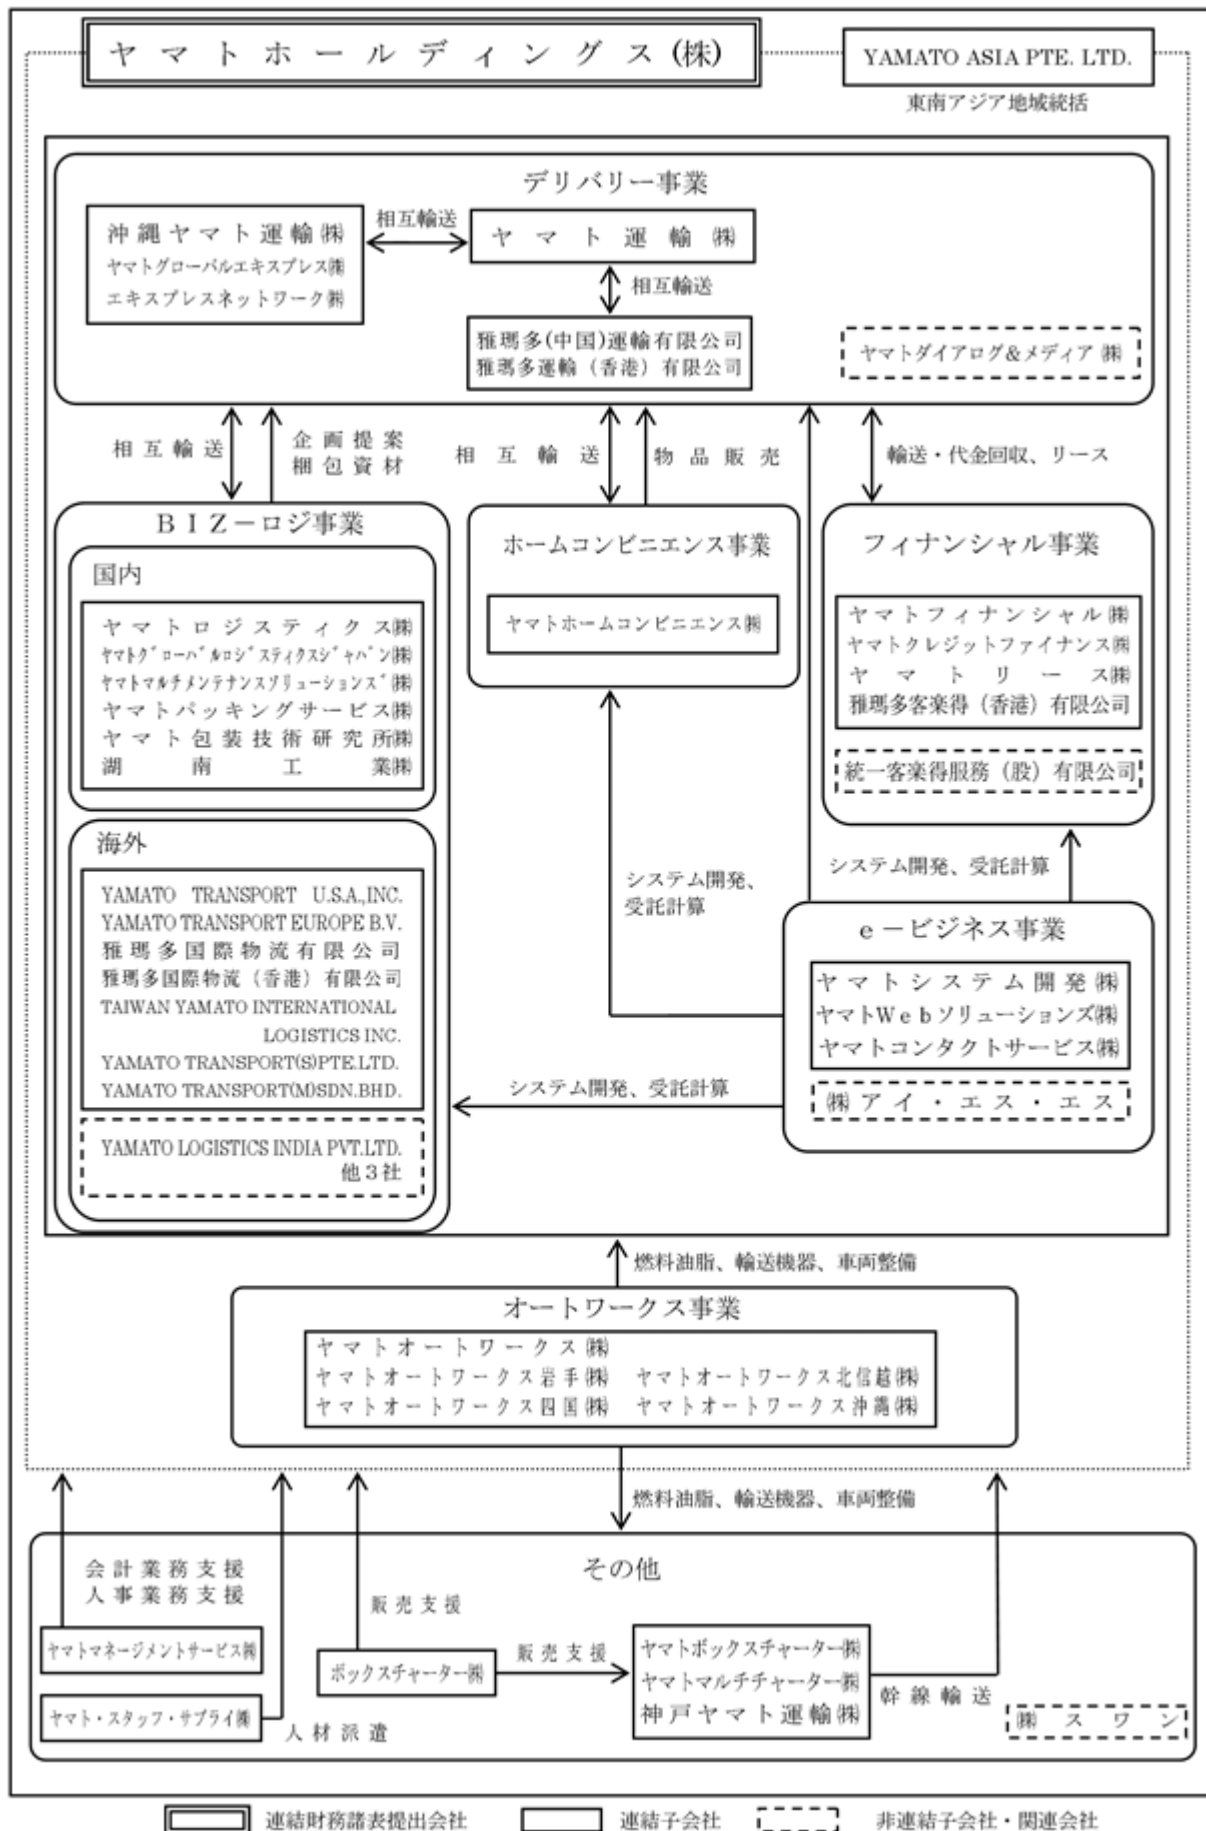 ヤマトホールディングス(株)
YAMATO ASIA PTE. LTD.
東南アジア地域統括
デリバリー事業
沖縄ヤマト運輸㈱
ヤマトグローバルエキスプレス㈱
エキスプレスネットワーク㈱
相互輸送
ヤマト運輸㈱
相互輸送
雅瑪多(中国)運輸有限公司
雅瑪多運輸（香港）有限公司
ヤマトダイアログ&メディア㈱
相互輸送
企画提案
梱包資材
相互輸送
物品販売
輸送・代金回収、リース
ＢＩＺ－ロジ事業
国内
ヤマトロジスティクス㈱
ﾔﾏﾄｸﾞﾛｰﾊﾞﾙﾛｼﾞｽﾃｨｸｽｼﾞｬﾊﾟﾝ㈱
ﾔﾏﾄﾏﾙﾁﾒﾝﾃﾅﾝｽｿﾘｭｰｼｮﾝｽﾞ㈱
ヤマトパッキングサービス㈱
ヤマト包装技術研究所㈱
湖南工業㈱
海外
YAMATO TRANSPORT U.S.A.,INC.
YAMATO TRANSPORT EUROPE B.V.
雅瑪多国際物流有限公司
雅瑪多国際物流（香港）有限公司
TAIWAN YAMATO INTERNATIONAL
LOGISTICS INC.
YAMATO TRANSPORT(S)PTE.LTD.
YAMATO TRANSPORT(M)SDN.BHD.
YAMATO LOGISTICS INDIA PVT.LTD.
他３社
ホームコンビニエンス事業
ヤマトホームコンビニエンス㈱
フィナンシャル事業
ヤマトフィナンシャル㈱
ヤマトクレジットファイナンス㈱
ヤマトリース㈱
雅瑪多客楽得（香港）有限公司
統一客楽得服務（股）有限公司
システム開発、
受託計算
システム開発、受託計算
ｅ－ビジネス事業
ヤマトシステム開発㈱
ヤマトＷｅｂソリューションズ㈱
ヤマトコンタクトサービス㈱
㈱アイ・エス・エス
システム開発、受託計算
燃料油脂、輸送機器、車両整備
オートワークス事業
ヤマトオートワークス㈱
ヤマトオートワークス岩手㈱ ヤマトオートワークス北信越㈱
ヤマトオートワークス四国㈱ ヤマトオートワークス沖縄㈱
燃料油脂、輸送機器、車両整備
その他
会計業務支援
人事業務支援
ヤマトマネージメントサービス㈱
ヤマト・スタッフ・サプライ㈱
人材派遣
販売支援
ボックスチャーター㈱
販売支援
ヤマトボックスチャーター㈱
ヤマトマルチチャーター㈱
神戸ヤマト運輸㈱
幹線輸送
㈱スワン
連結財務諸表提出会社
連結子会社
非連結子会社・関連会社